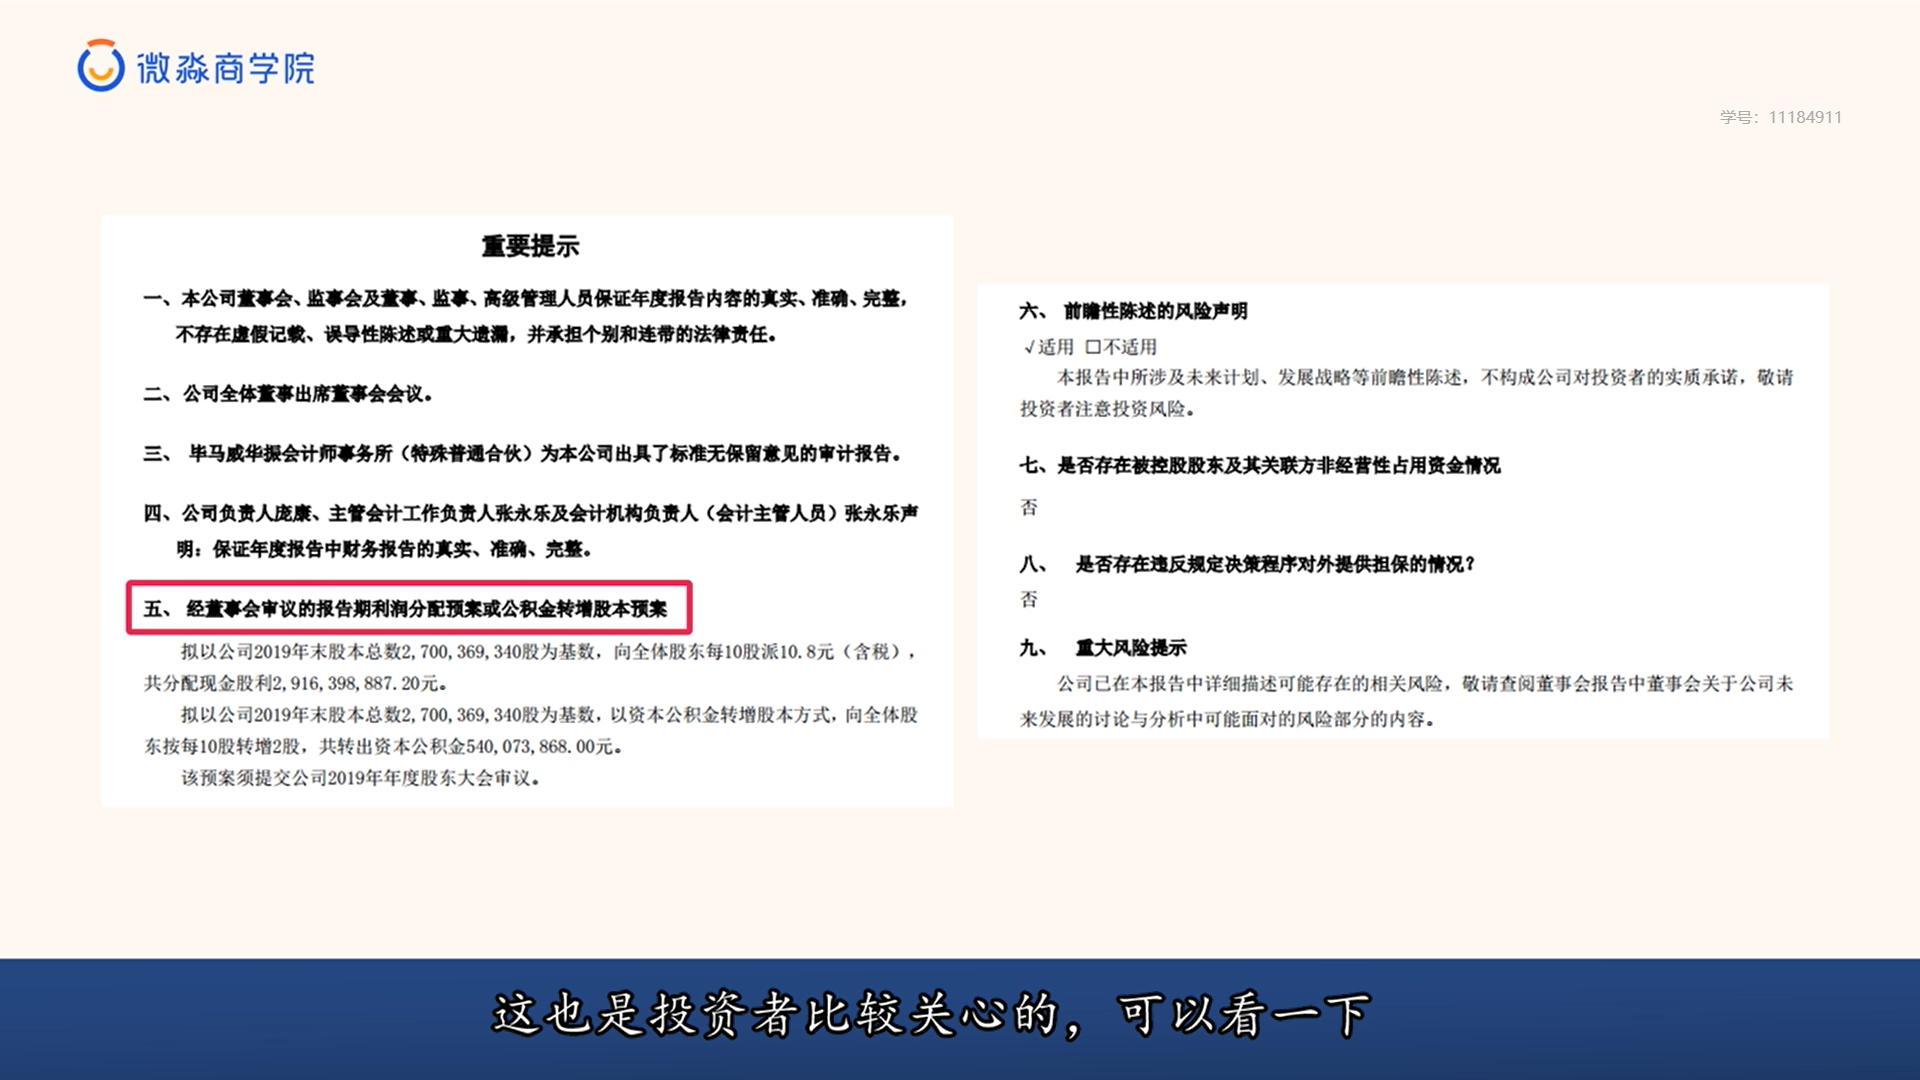 微淼商学院
学号：11184911
重要提示
一、本公司董事会、监事会及董事、监事、高级管理人员保证年度报告内容的真实、准确、完整，
不存在虚假记载、误导性陈述或重大遗漏，并承担个别和连带的法律责任。
二、公司全体董事出席董事会会议。
三、 毕马威华振会计师事务所（特殊普通合伙）为本公司出具了标准无保留意见的审计报告。
四、公司负责人庞康、主管会计工作负责人张永乐及会计机构负责人（会计主管人员）张永乐声
明：保证年度报告中财务报告的真实、准确、完整。
五、 经董事会审议的报告期利润分配预案或公积金转增股本预案
拟以公司2019年末股本总数2,700,369,340股为基数，向全体股东每10股派10.8元（含税），
共分配现金股利2,916,398,887.20元。
拟以公司2019年末股本总数2,700,369,340股为基数，以资本公积金转增股本方式，向全体股
东按每10股转增2股，共转出资本公积金540,073,868.00元。
该预案须提交公司2019年年度股东大会审议。
六、 前瞻性陈述的风险声明
√适用 □不适用
本报告中所涉及未来计划、发展战略等前瞻性陈述，不构成公司对投资者的实质承诺，敬请
投资者注意投资风险。
七、是否存在被控股股东及其关联方非经营性占用资金情况
否
八、 是否存在违反规定决策程序对外提供担保的情况？
否
九、 重大风险提示
公司已在本报告中详细描述可能存在的相关风险，敬请查阅董事会报告中董事会关于公司未
来发展的讨论与分析中可能面对的风险部分的内容。
这也是投资者比较关心的，可以看一下